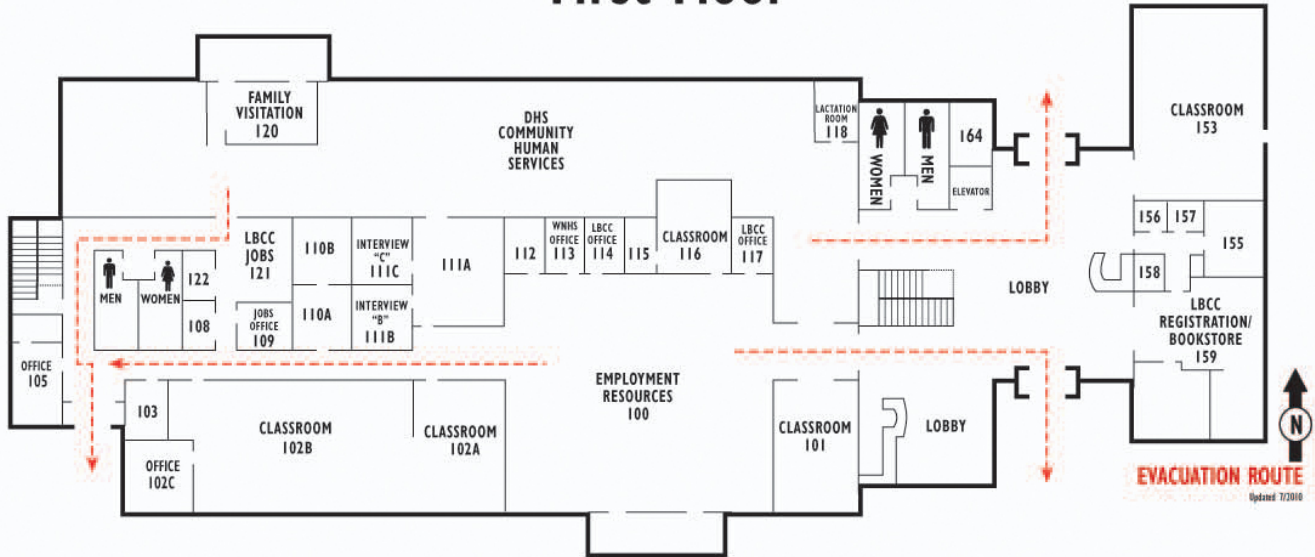 First Floor
FAMILY
VISITATION
120
DHS
COMMUNITY
HUMAN
SERVICES
LACTATION
ROOM
118
WOMEN
MEN
164
ELEVATOR
CLASSROOM
153
156
157
155
158
LBCC
REGISTRATION/
BOOKSTORE
159
LOBBY
MEN
WOMEN
122
108
LBCC
JOBS
121
JOBS
OFFICE
109
110B
110A
INTERVIEW
"C"
111C
INTERVIEW
"B"
111B
111A
112
WNHS
OFFICE
113
LBCC
OFFICE
114
115
CLASSROOM
116
LBCC
OFFICE
117
OFFICE
105
103
OFFICE
102C
CLASSROOM
102B
CLASSROOM
102A
EMPLOYMENT
RESOURCES
100
CLASSROOM
101
LOBBY
N
EVACUATION ROUTE
Updated 7/2010